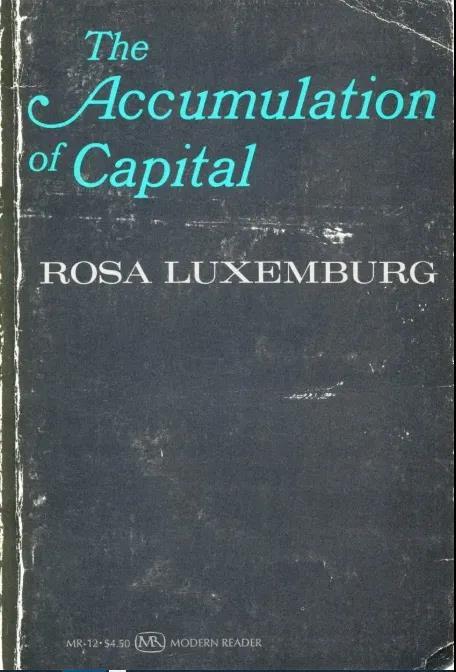 The
Accumulation
of Capital
ROSA LUXEMBURG
MR-12 • $4.50 MR MODERN READER